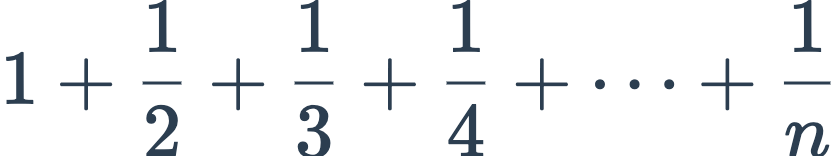 1 + 1/2 + 1/3 + 1/4 + ⋯ + 1/n